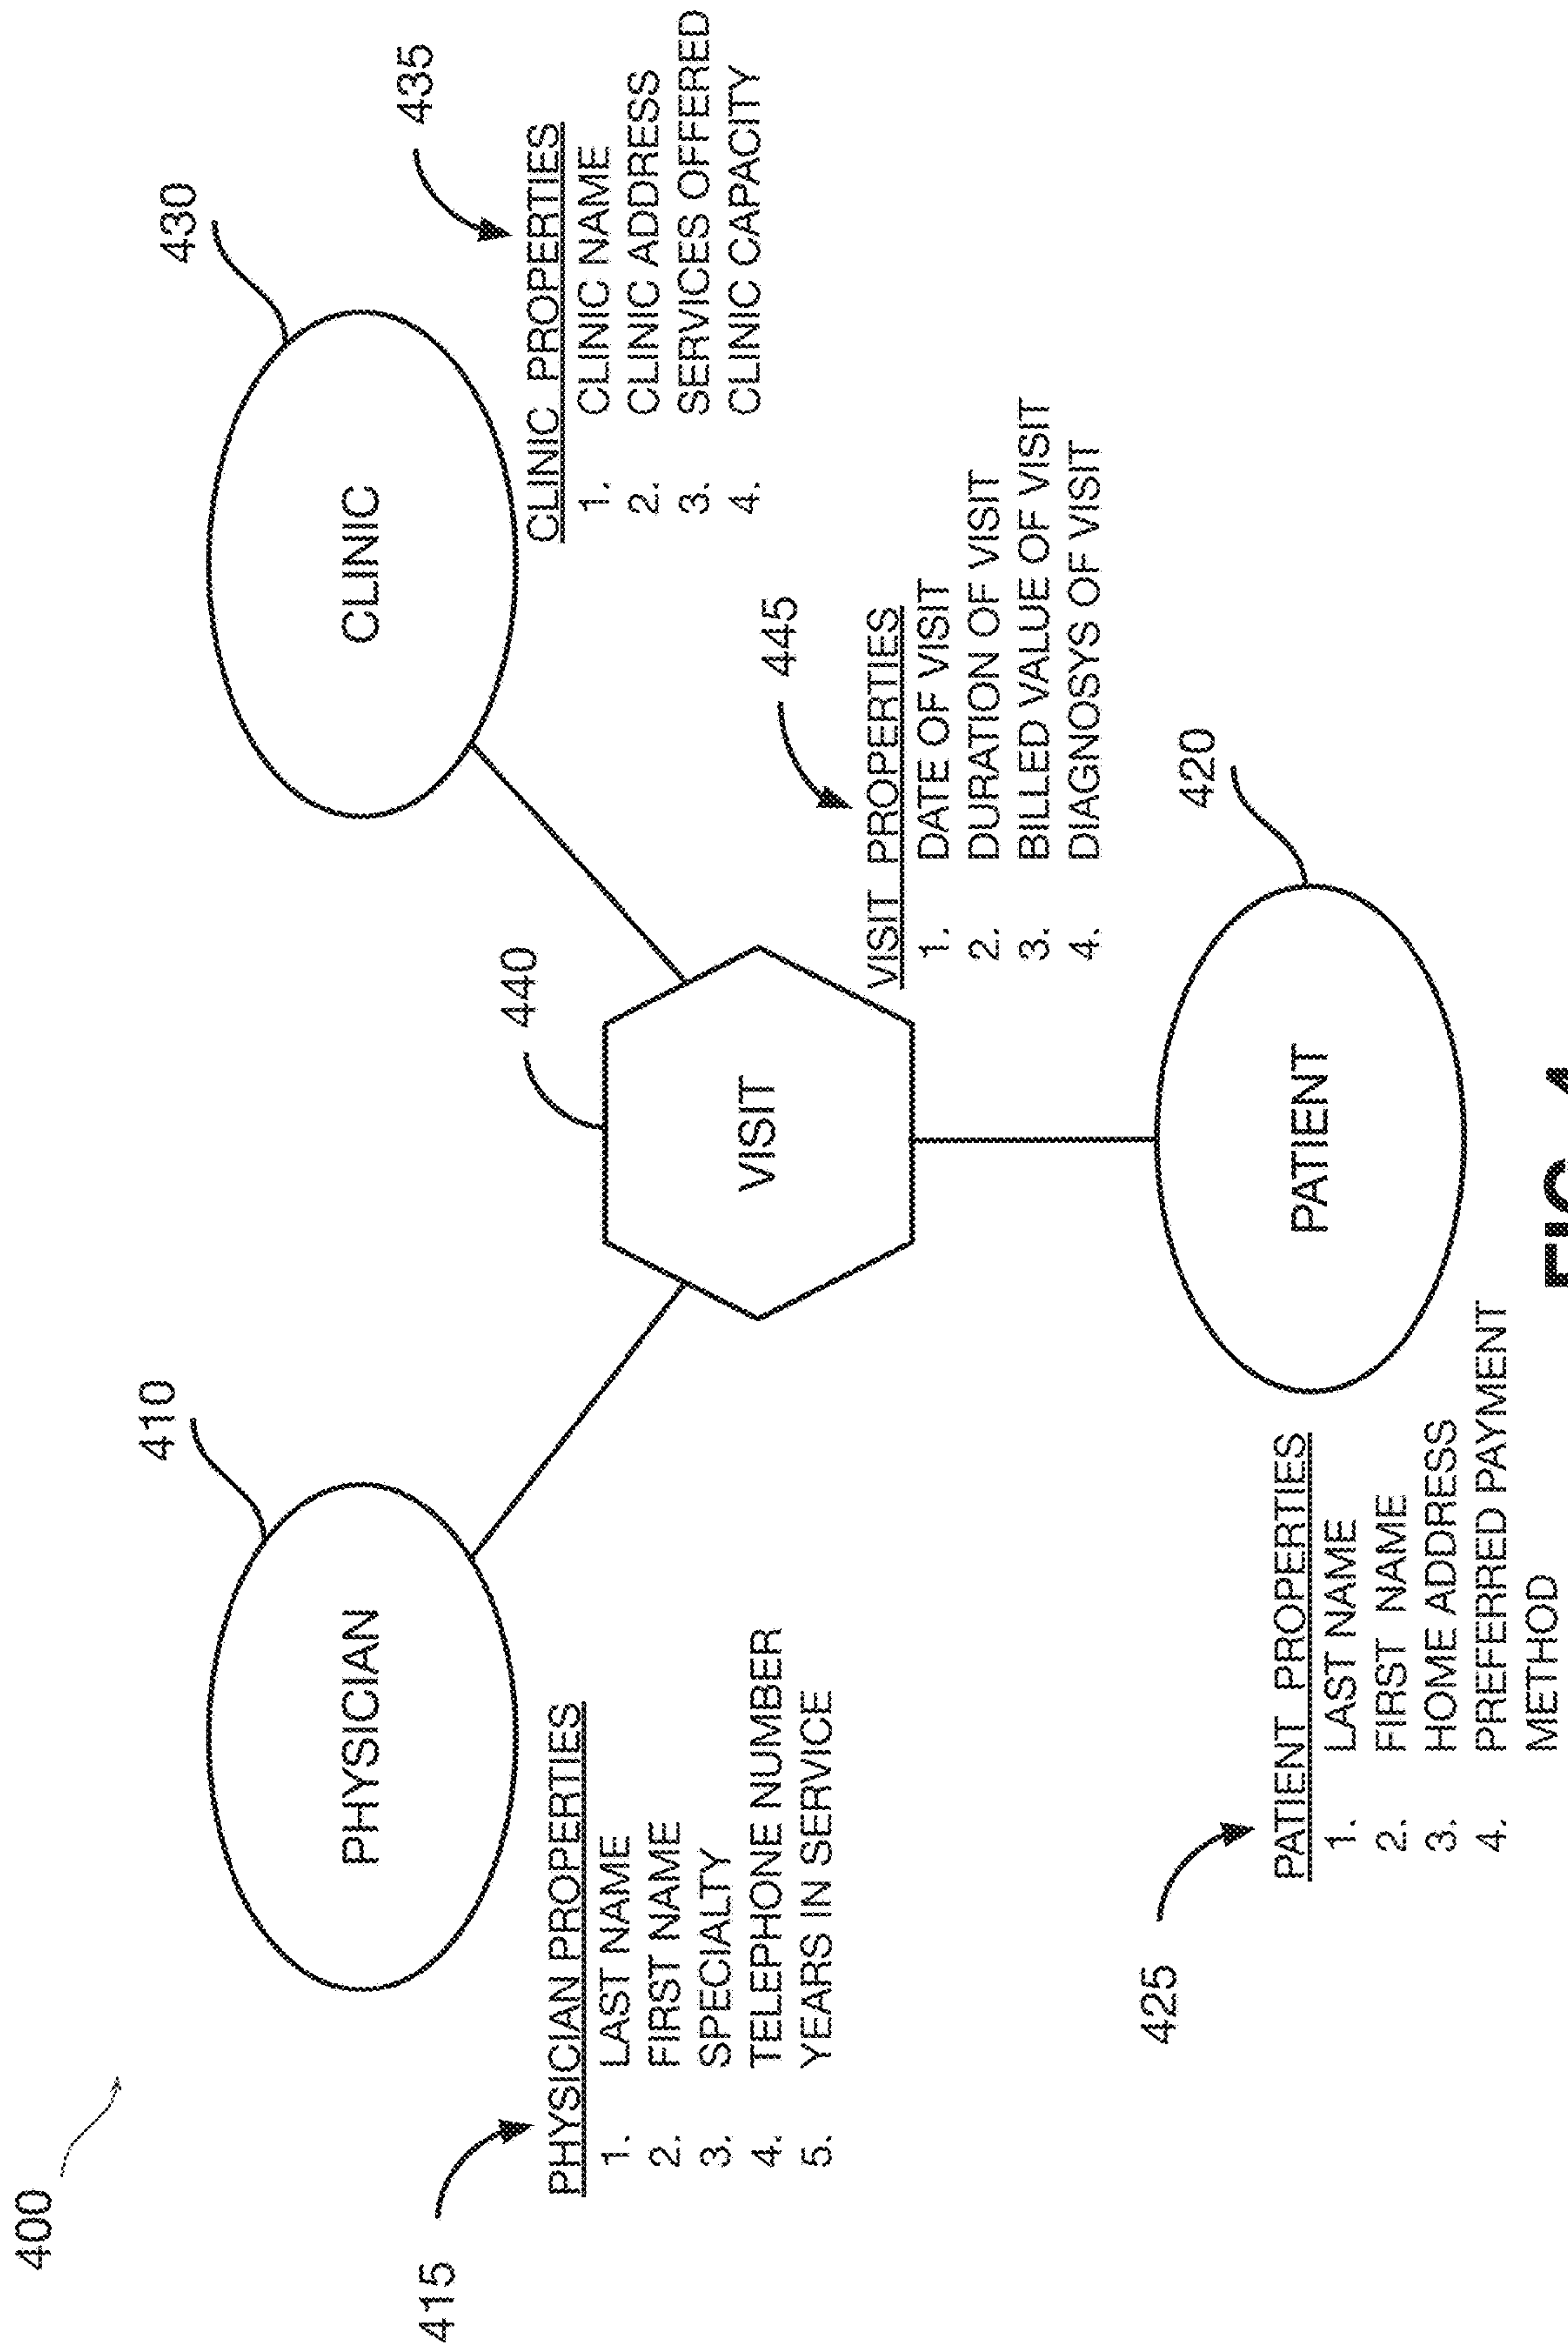 400
410
430
PHYSICIAN
CLINIC
415
435
PHYSICIAN PROPERTIES
1. LAST NAME
2. FIRST NAME
3. SPECIALTY
4. TELEPHONE NUMBER
5. YEARS IN SERVICE
CLINIC PROPERTIES
1. CLINIC NAME
2. CLINIC ADDRESS
3. SERVICES OFFERED
4. CLINIC CAPACITY
440
VISIT
445
VISIT PROPERTIES
1. DATE OF VISIT
2. DURATION OF VISIT
3. BILLED VALUE OF VISIT
4. DIAGNOSYS OF VISIT
425
420
PATIENT PROPERTIES
1. LAST NAME
2. FIRST NAME
3. HOME ADDRESS
4. PREFERRED PAYMENT
METHOD
PATIENT